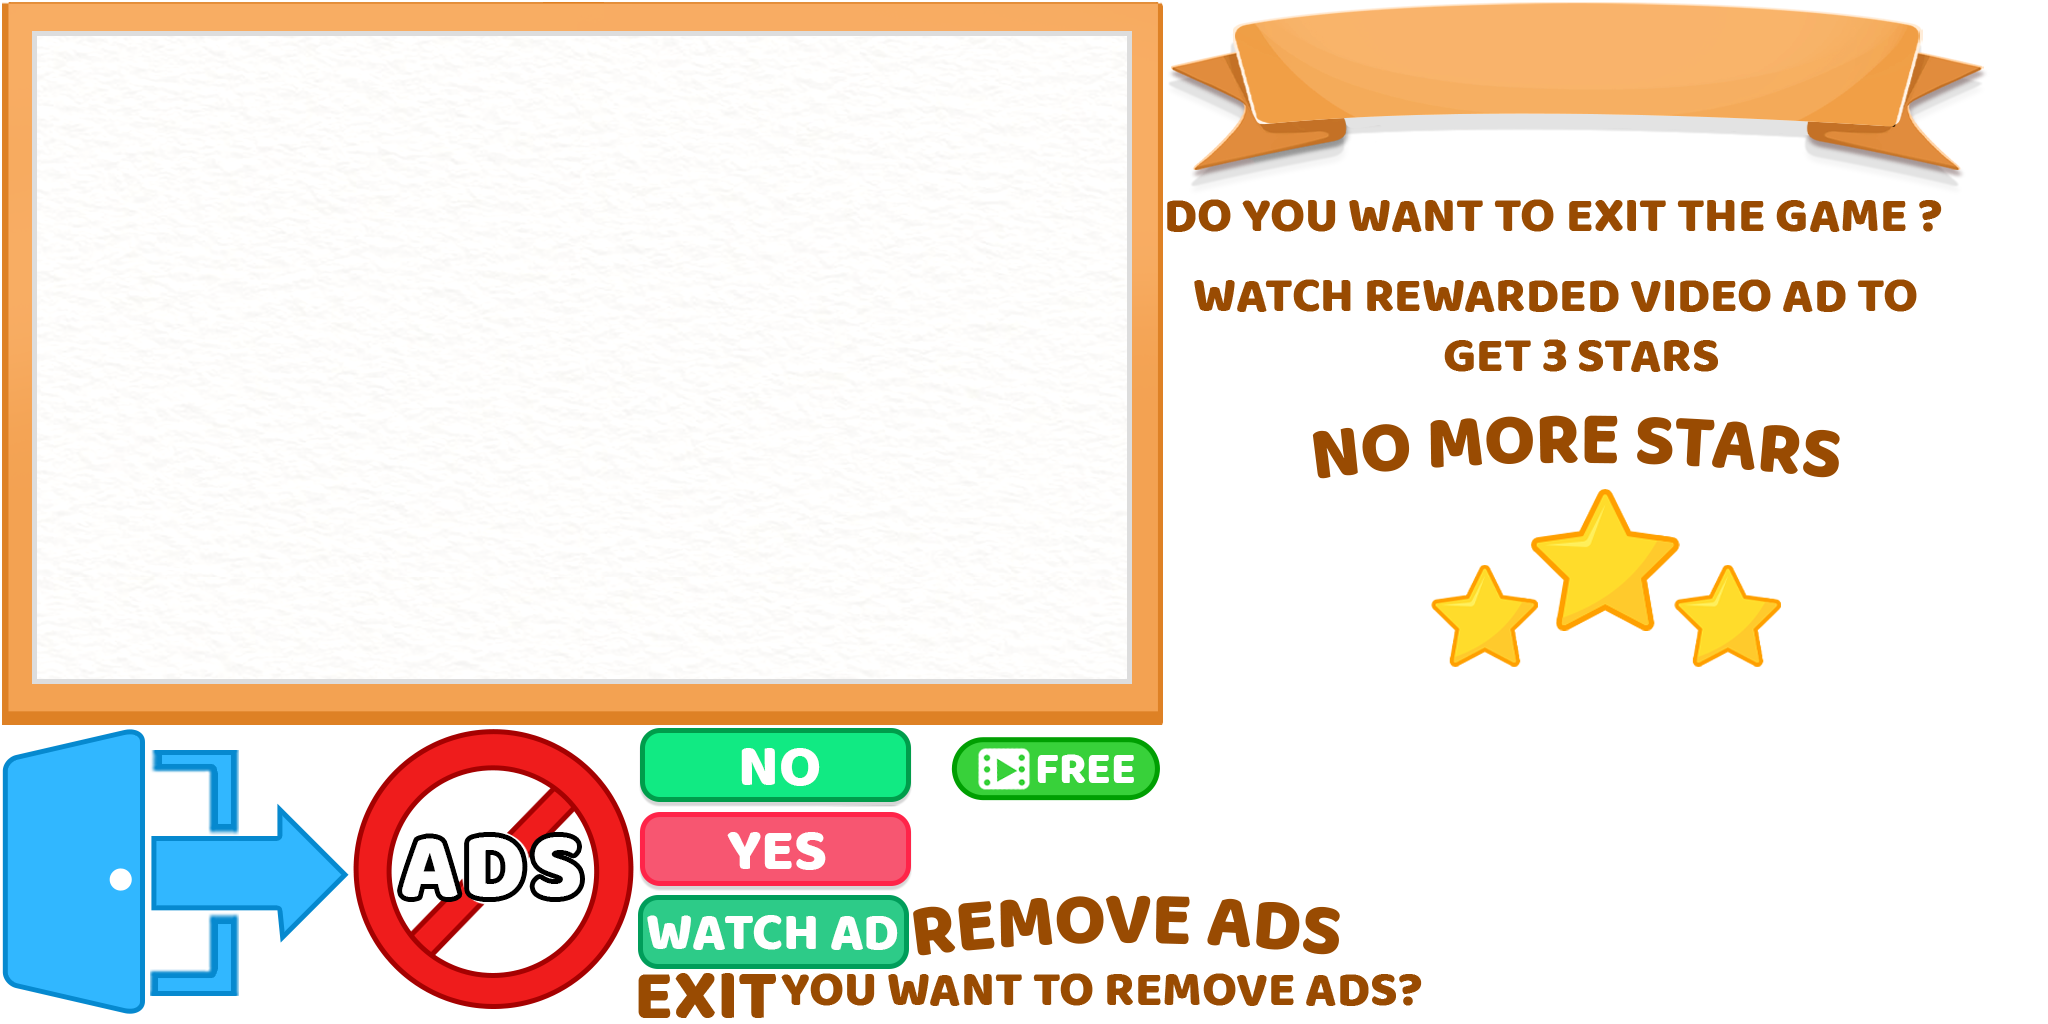 DO YOU WANT TO EXIT THE GAME ?
WATCH REWARDED VIDEO AD TO
GET 3 STARS
NO MORE STARS
ADS
NO
FREE
YES
WATCH AD
REMOVE ADS
EXIT
YOU WANT TO REMOVE ADS?